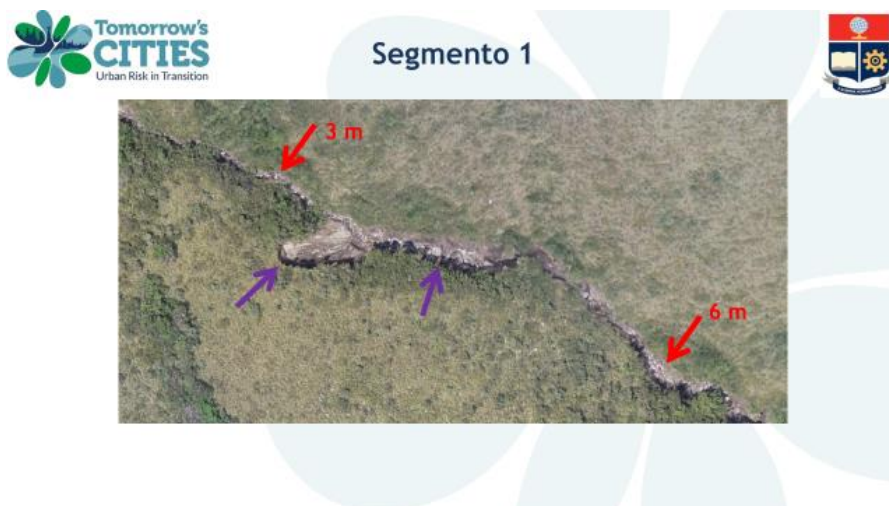 Tomorrow's
CITIES
Urban Risk in Transition
Segmento 1
3 m
6 m